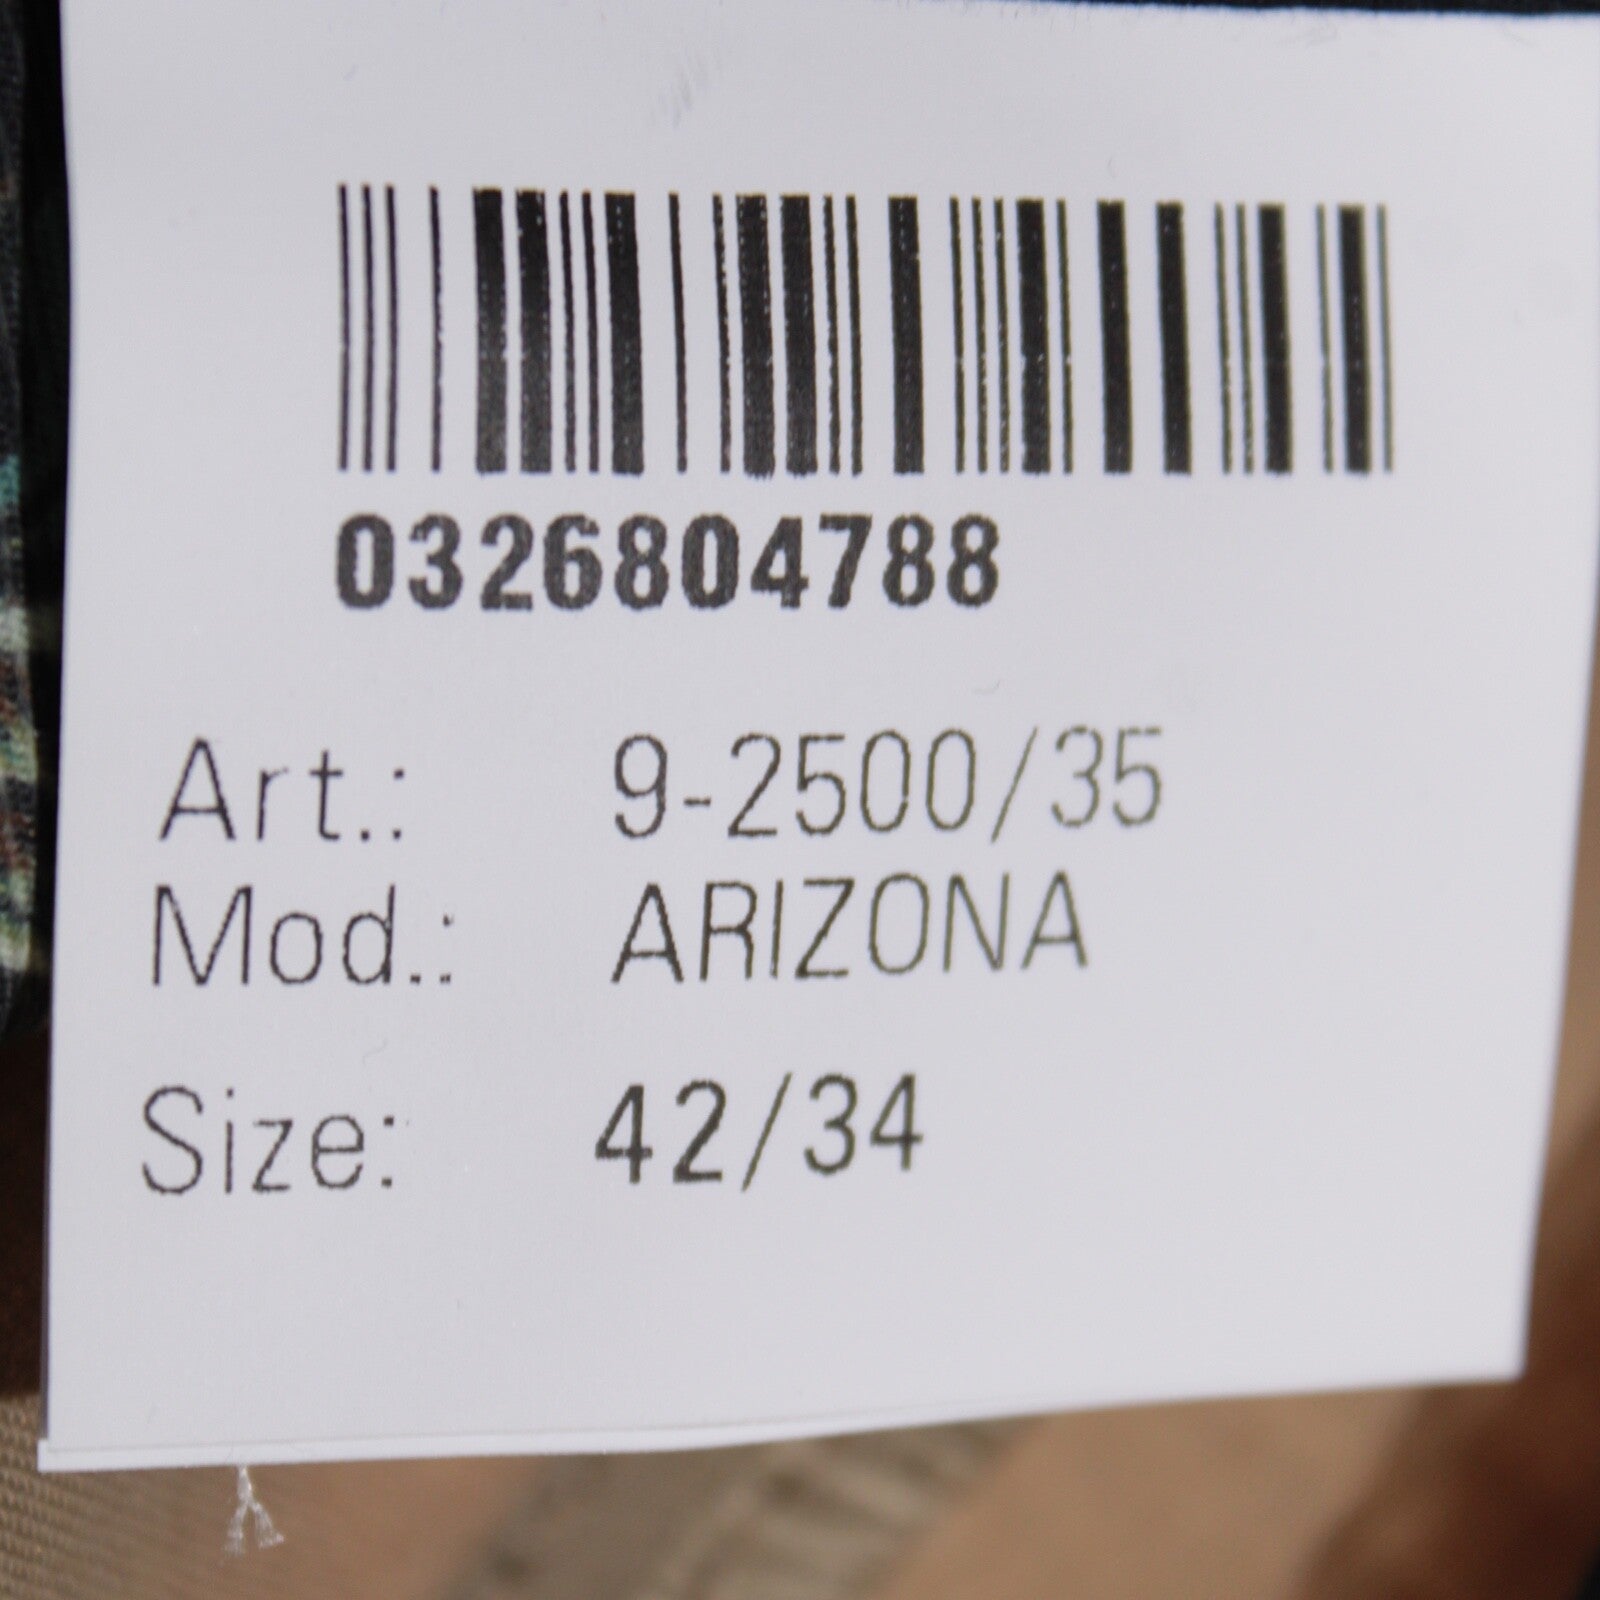 0326804788
Art.: 9-2500/35
Mod.: ARIZONA
Size: 42/34